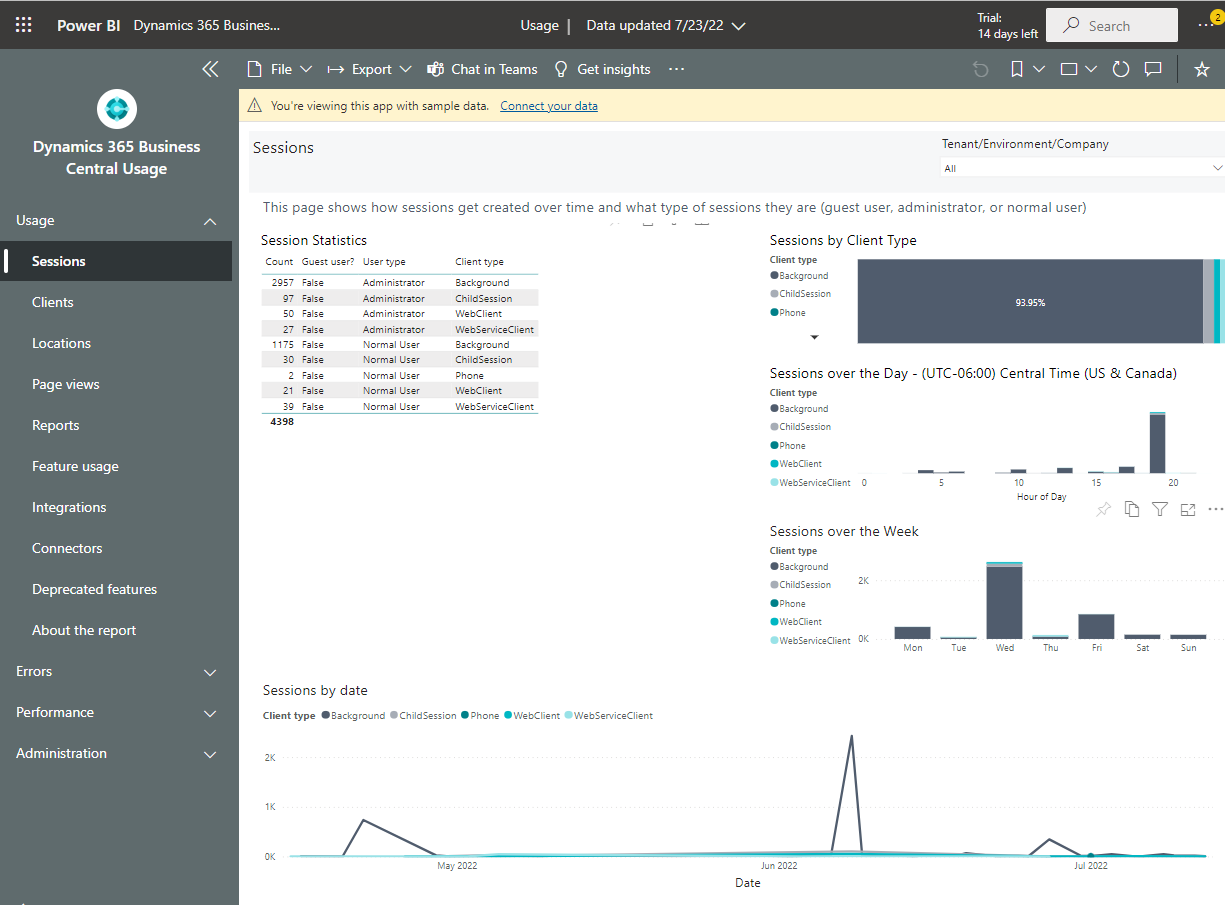 Power BI Dynamics 365 Busines... Usage | Data updated 7/23/22 Trial: 14 days left Search 2
File Export Chat in Teams Get insights ...
You're viewing this app with sample data. Connect your data
Dynamics 365 Business
Central Usage
Usage
Sessions
Clients
Locations
Page views
Reports
Feature usage
Integrations
Connectors
Deprecated features
About the report
Errors
Performance
Administration
Sessions
Tenant/Environment/Company
All
This page shows how sessions get created over time and what type of sessions they are (guest user, administrator, or normal user)
Session Statistics
Count Guest user? User type Client type
2957 False Administrator Background
97 False Administrator ChildSession
50 False Administrator WebClient
27 False Administrator WebServiceClient
1175 False Normal User Background
30 False Normal User ChildSession
2 False Normal User Phone
21 False Normal User WebClient
39 False Normal User WebServiceClient
4398
Sessions by Client Type
Client type
Background
ChildSession
Phone
93.95%
Sessions over the Day - (UTC-06:00) Central Time (US & Canada)
Client type
Background
ChildSession
Phone
WebClient
WebServiceClient
0 5 10 15 20
Hour of Day
Sessions over the Week
Client type
Background
ChildSession
Phone
WebClient
WebServiceClient
2K
0K
Mon Tue Wed Thu Fri Sat Sun
Sessions by date
Client type Background ChildSession Phone WebClient WebServiceClient
2K
1K
0K
May 2022 Jun 2022 Jul 2022
Date